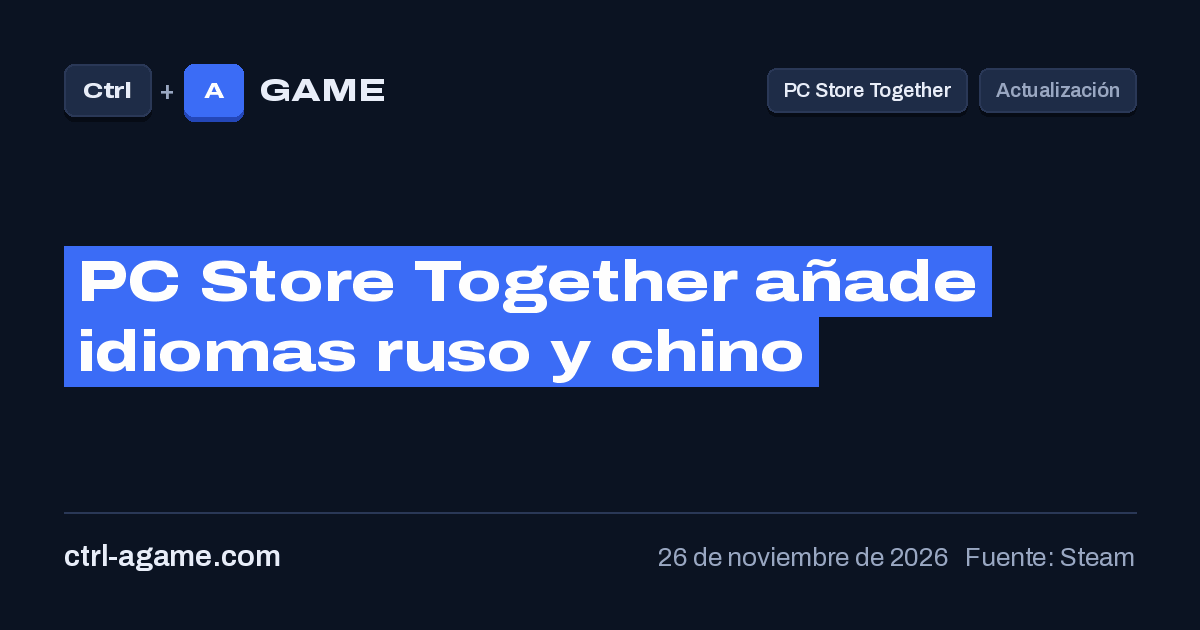 Ctrl + A GAME
PC Store Together
Actualización
PC Store Together añade
idiomas ruso y chino
ctrl-agame.com
26 de noviembre de 2026 Fuente: Steam